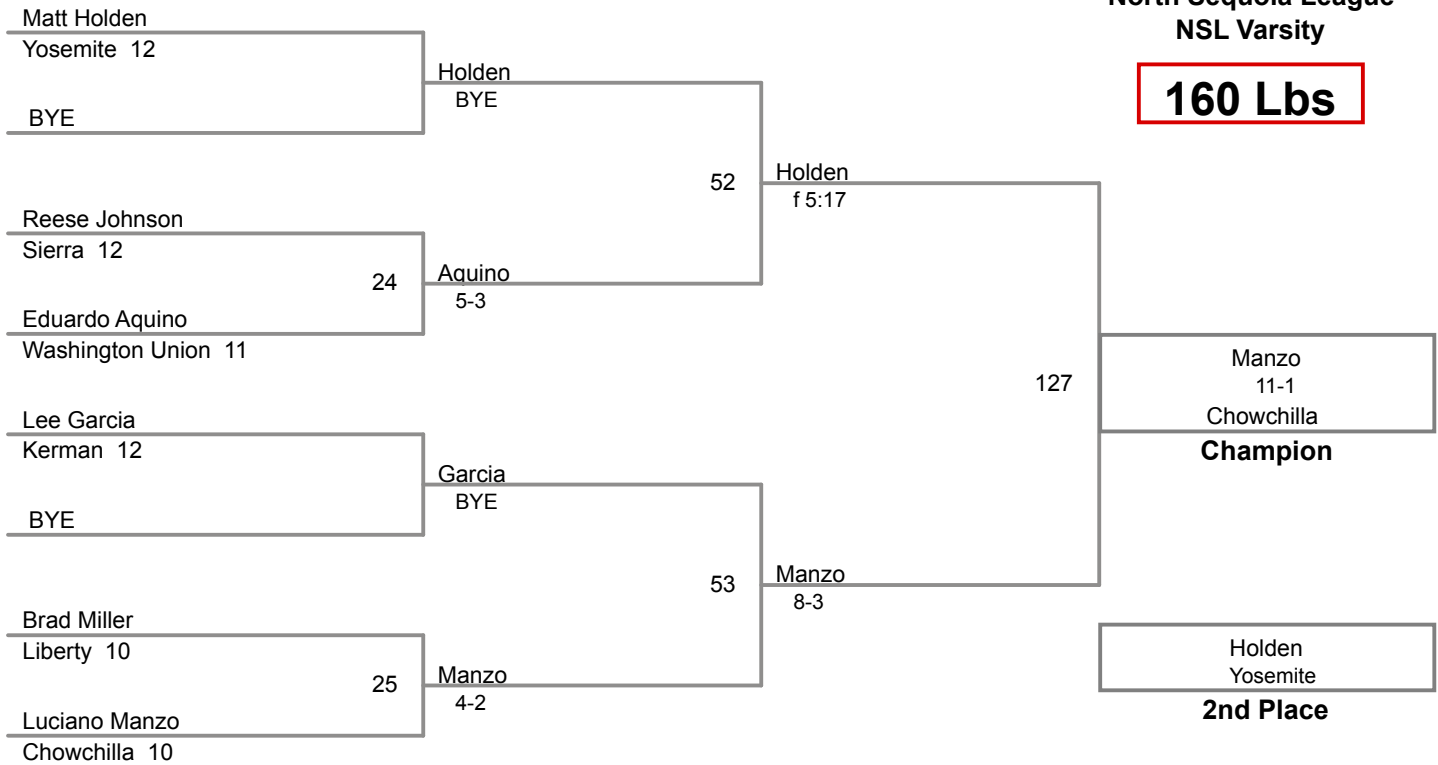 North Sequoia League
NSL Varsity
160 Lbs
Matt Holden
Yosemite 12
BYE
Holden
BYE
Reese Johnson
Sierra 12
24
Eduardo Aquino
Washington Union 11
Aquino
5-3
52
Holden
f 5:17
Lee Garcia
Kerman 12
BYE
Garcia
BYE
Brad Miller
Liberty 10
25
Luciano Manzo
Chowchilla 10
Manzo
4-2
53
Manzo
8-3
127
Manzo
11-1
Chowchilla
Champion
Holden
Yosemite
2nd Place